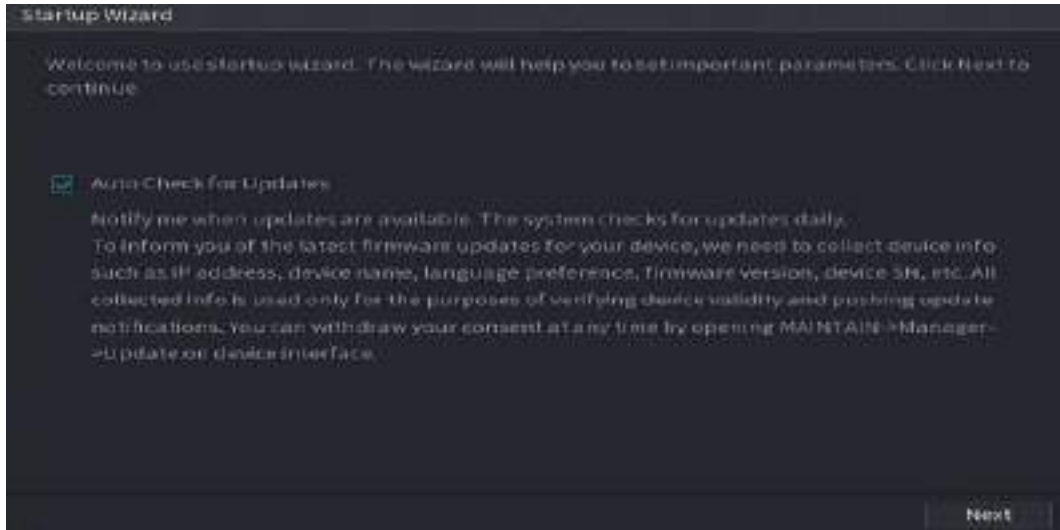 Startup Wizard
Welcome to use startup wizard. The wizard will help you to set important parameters. Click Next to
continue
Auto Check for Updates
Notify me when updates are available. The system checks for updates daily.
To inform you of the latest firmware updates for your device, we need to collect device info
such as IP address, device name, language preference, firmware version, device SN, etc. All
collected info is used only for the purposes of verifying device validity and pushing update
notifications. You can withdraw your consent at any time by opening MAINTAIN->Manager-
>Update on device interface.
Next